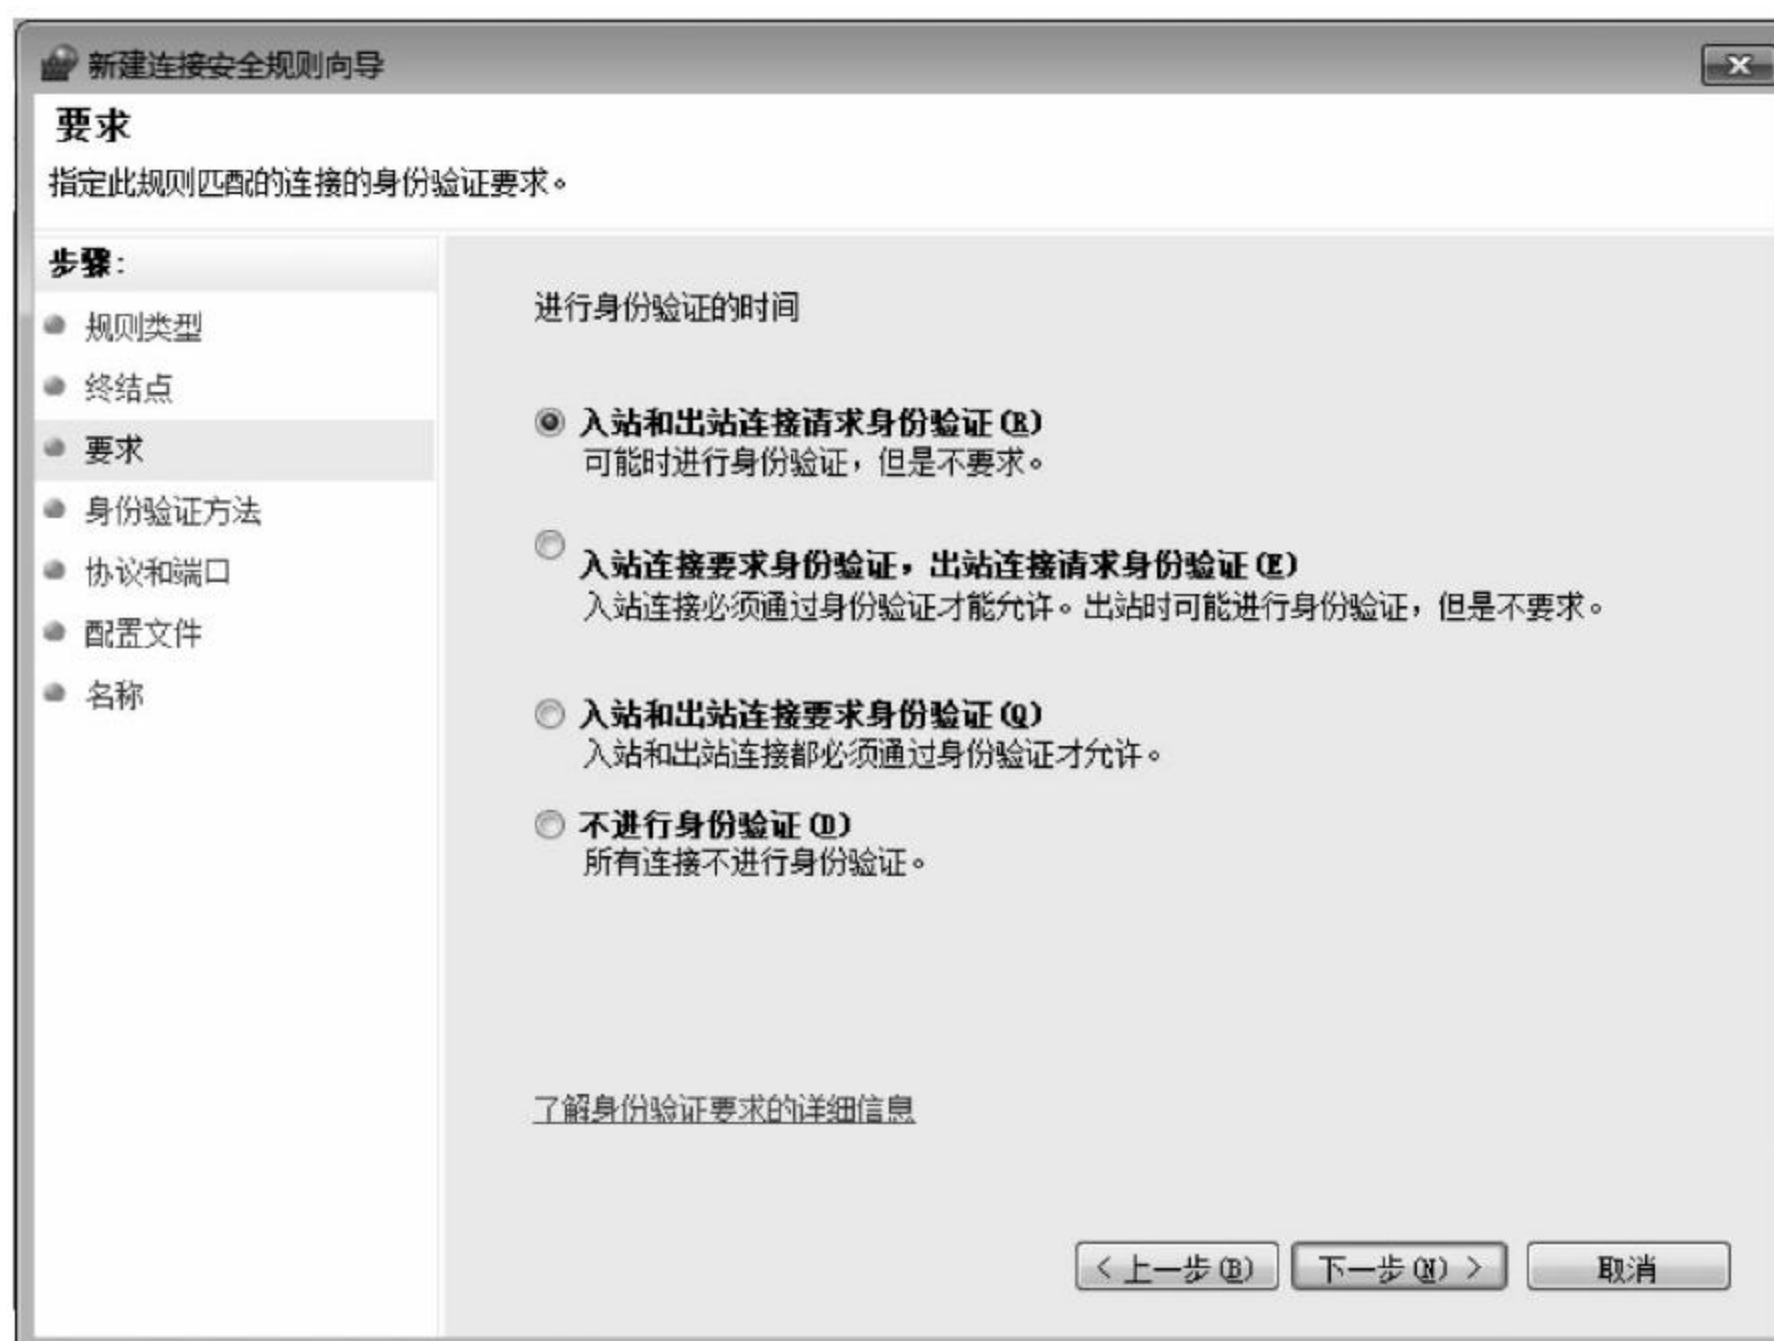 新建连接安全规则向导
要求
指定此规则匹配的连接的身份验证要求。
步骤:
规则类型
终结点
要求
身份验证方法
协议和端口
配置文件
名称
进行身份验证的时间
入站和出站连接请求身份验证(R)
可能时进行身份验证，但是不要求。
入站连接要求身份验证，出站连接请求身份验证(E)
入站连接必须通过身份验证才能允许。出站时可能进行身份验证，但是不要求。
入站和出站连接要求身份验证(Q)
入站和出站连接都必须通过身份验证才允许。
不进行身份验证(D)
所有连接不进行身份验证。
了解身份验证要求的详细信息
< 上一步(B) 下一步(N) > 取消